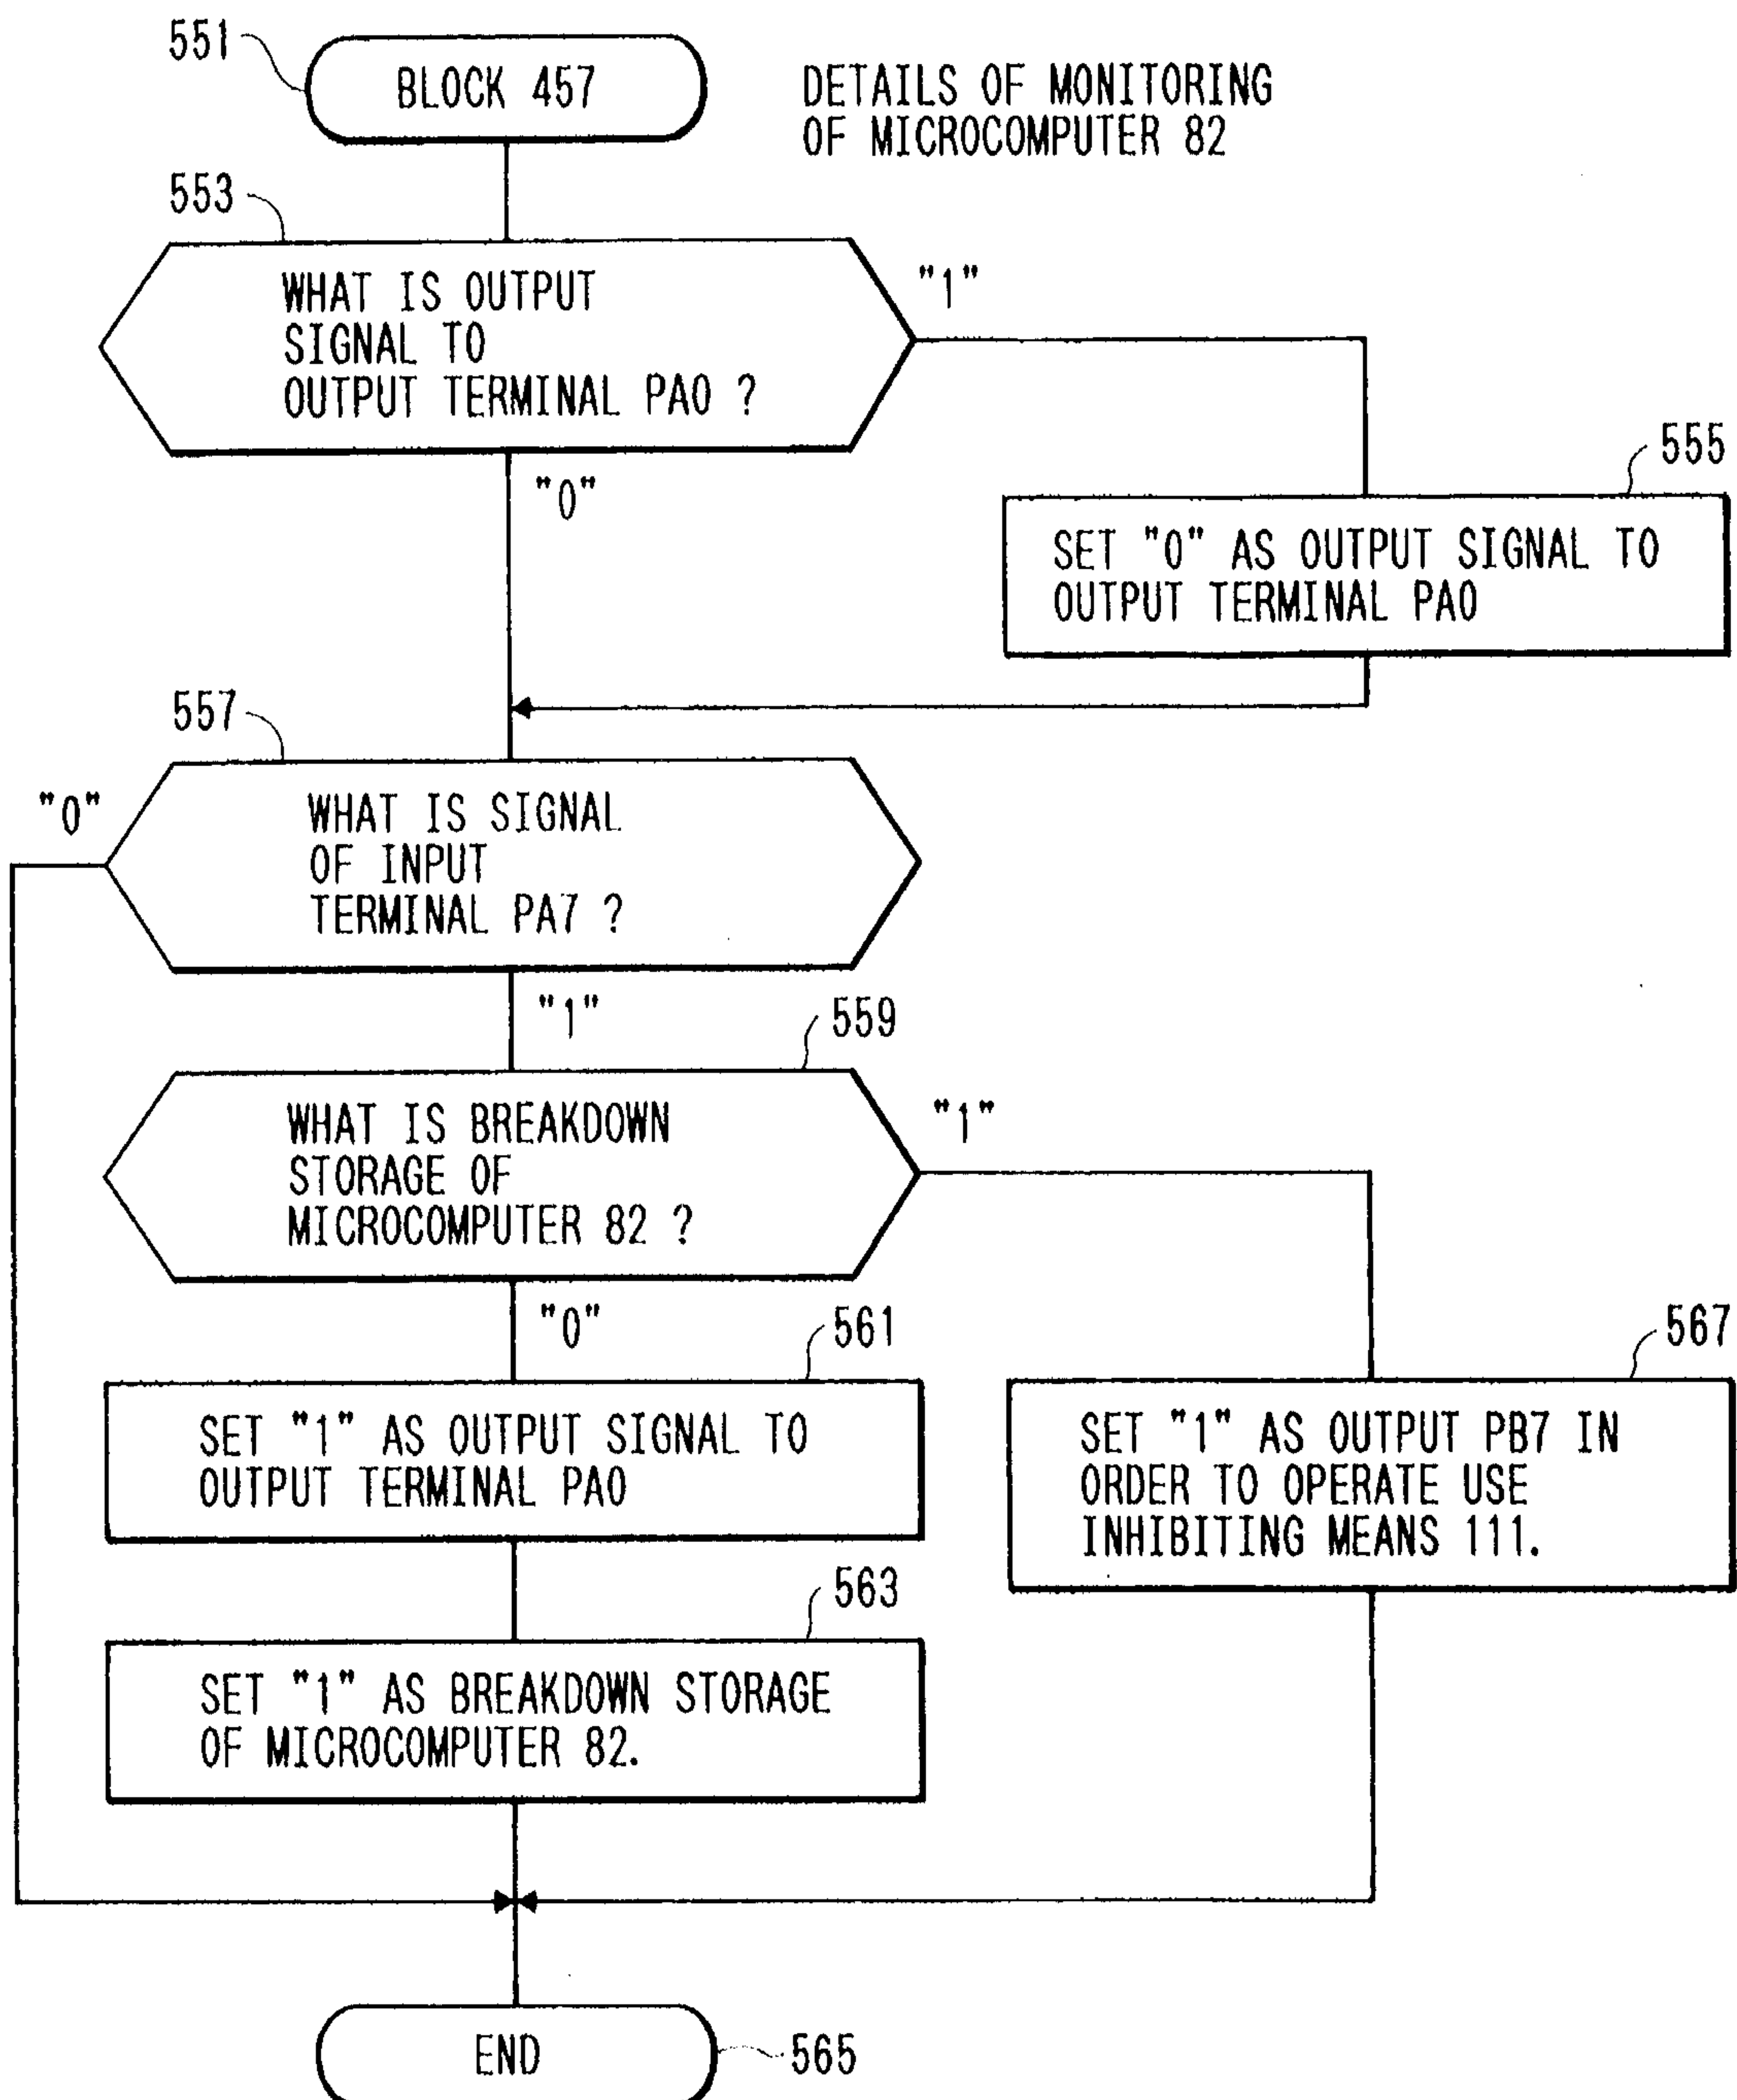 551
BLOCK 457
DETAILS OF MONITORING
OF MICROCOMPUTER 82
553
WHAT IS OUTPUT
SIGNAL TO
OUTPUT TERMINAL PA0 ?
"1"
"0"
555
SET "0" AS OUTPUT SIGNAL TO
OUTPUT TERMINAL PA0
557
"0"
WHAT IS SIGNAL
OF INPUT
TERMINAL PA7 ?
"1"
559
WHAT IS BREAKDOWN
STORAGE OF
MICROCOMPUTER 82 ?
"1"
"0"
561
SET "1" AS OUTPUT SIGNAL TO
OUTPUT TERMINAL PA0
567
SET "1" AS OUTPUT PB7 IN
ORDER TO OPERATE USE
INHIBITING MEANS 111.
563
SET "1" AS BREAKDOWN STORAGE
OF MICROCOMPUTER 82.
END
565